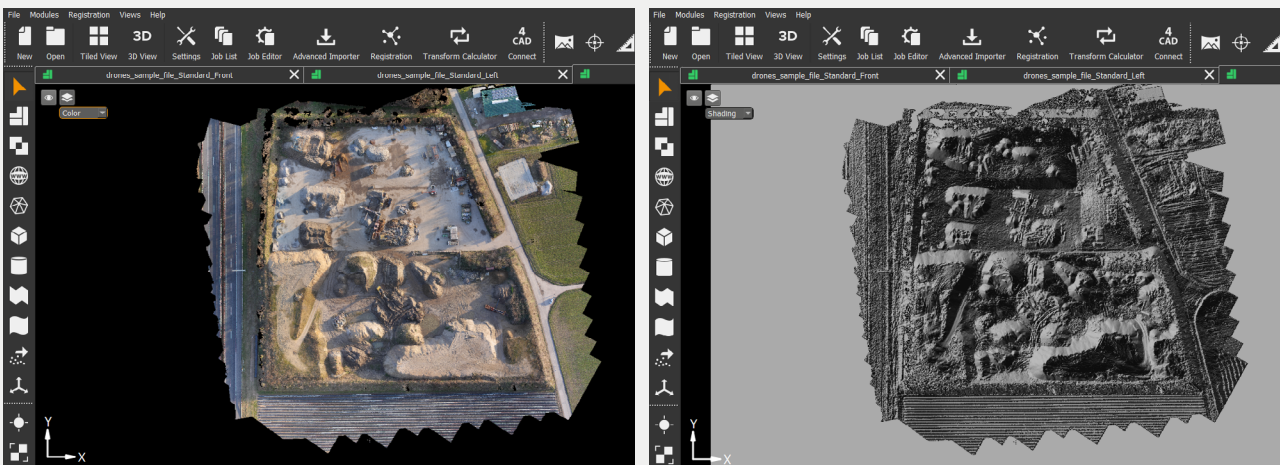 File Modules Registration Views Help
New Open Tiled View 3D 3D View Settings Job List Job Editor Advanced Importer Registration Transform Calculator 4 CAD Connect
drones_sample_file_Standard_Front drones_sample_file_Standard_Left
Color
WWW
Y
X
File Modules Registration Views Help
New Open Tiled View 3D 3D View Settings Job List Job Editor Advanced Importer Registration Transform Calculator 4 CAD Connect
drones_sample_file_Standard_Front drones_sample_file_Standard_Left
Shading
WWW
Y
X